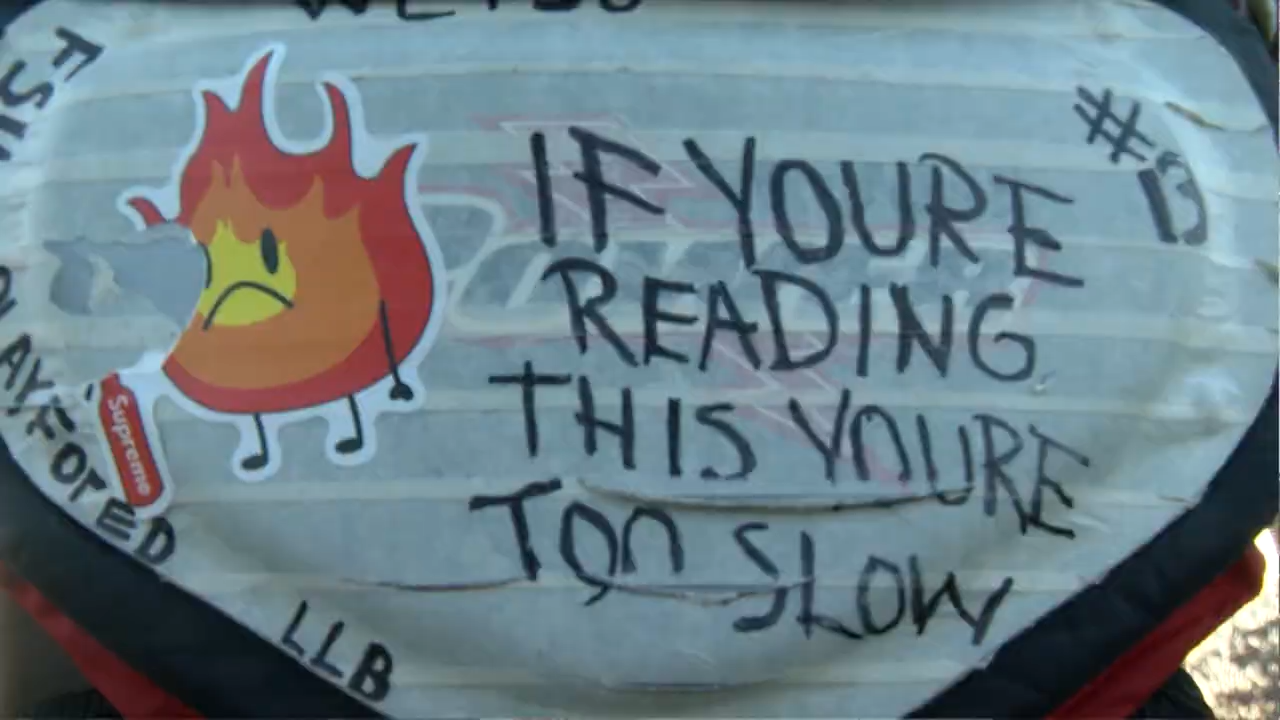 #13
IF YOURE
READING
THIS YOURE
TOO SLOW
Supreme
LLB